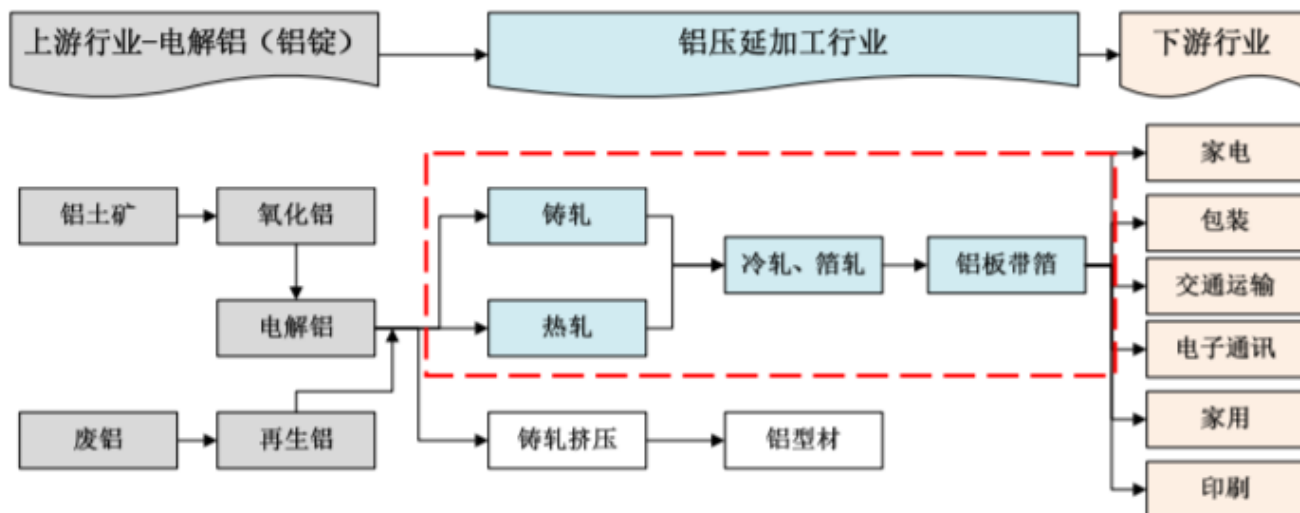 上游行业-电解铝（铝锭）
铝压延加工行业
下游行业
家电
铝土矿
氧化铝
铸轧
包装
冷轧、箔轧
铝板带箔
交通运输
电解铝
热轧
电子通讯
废铝
再生铝
铸轧挤压
铝型材
家用
印刷